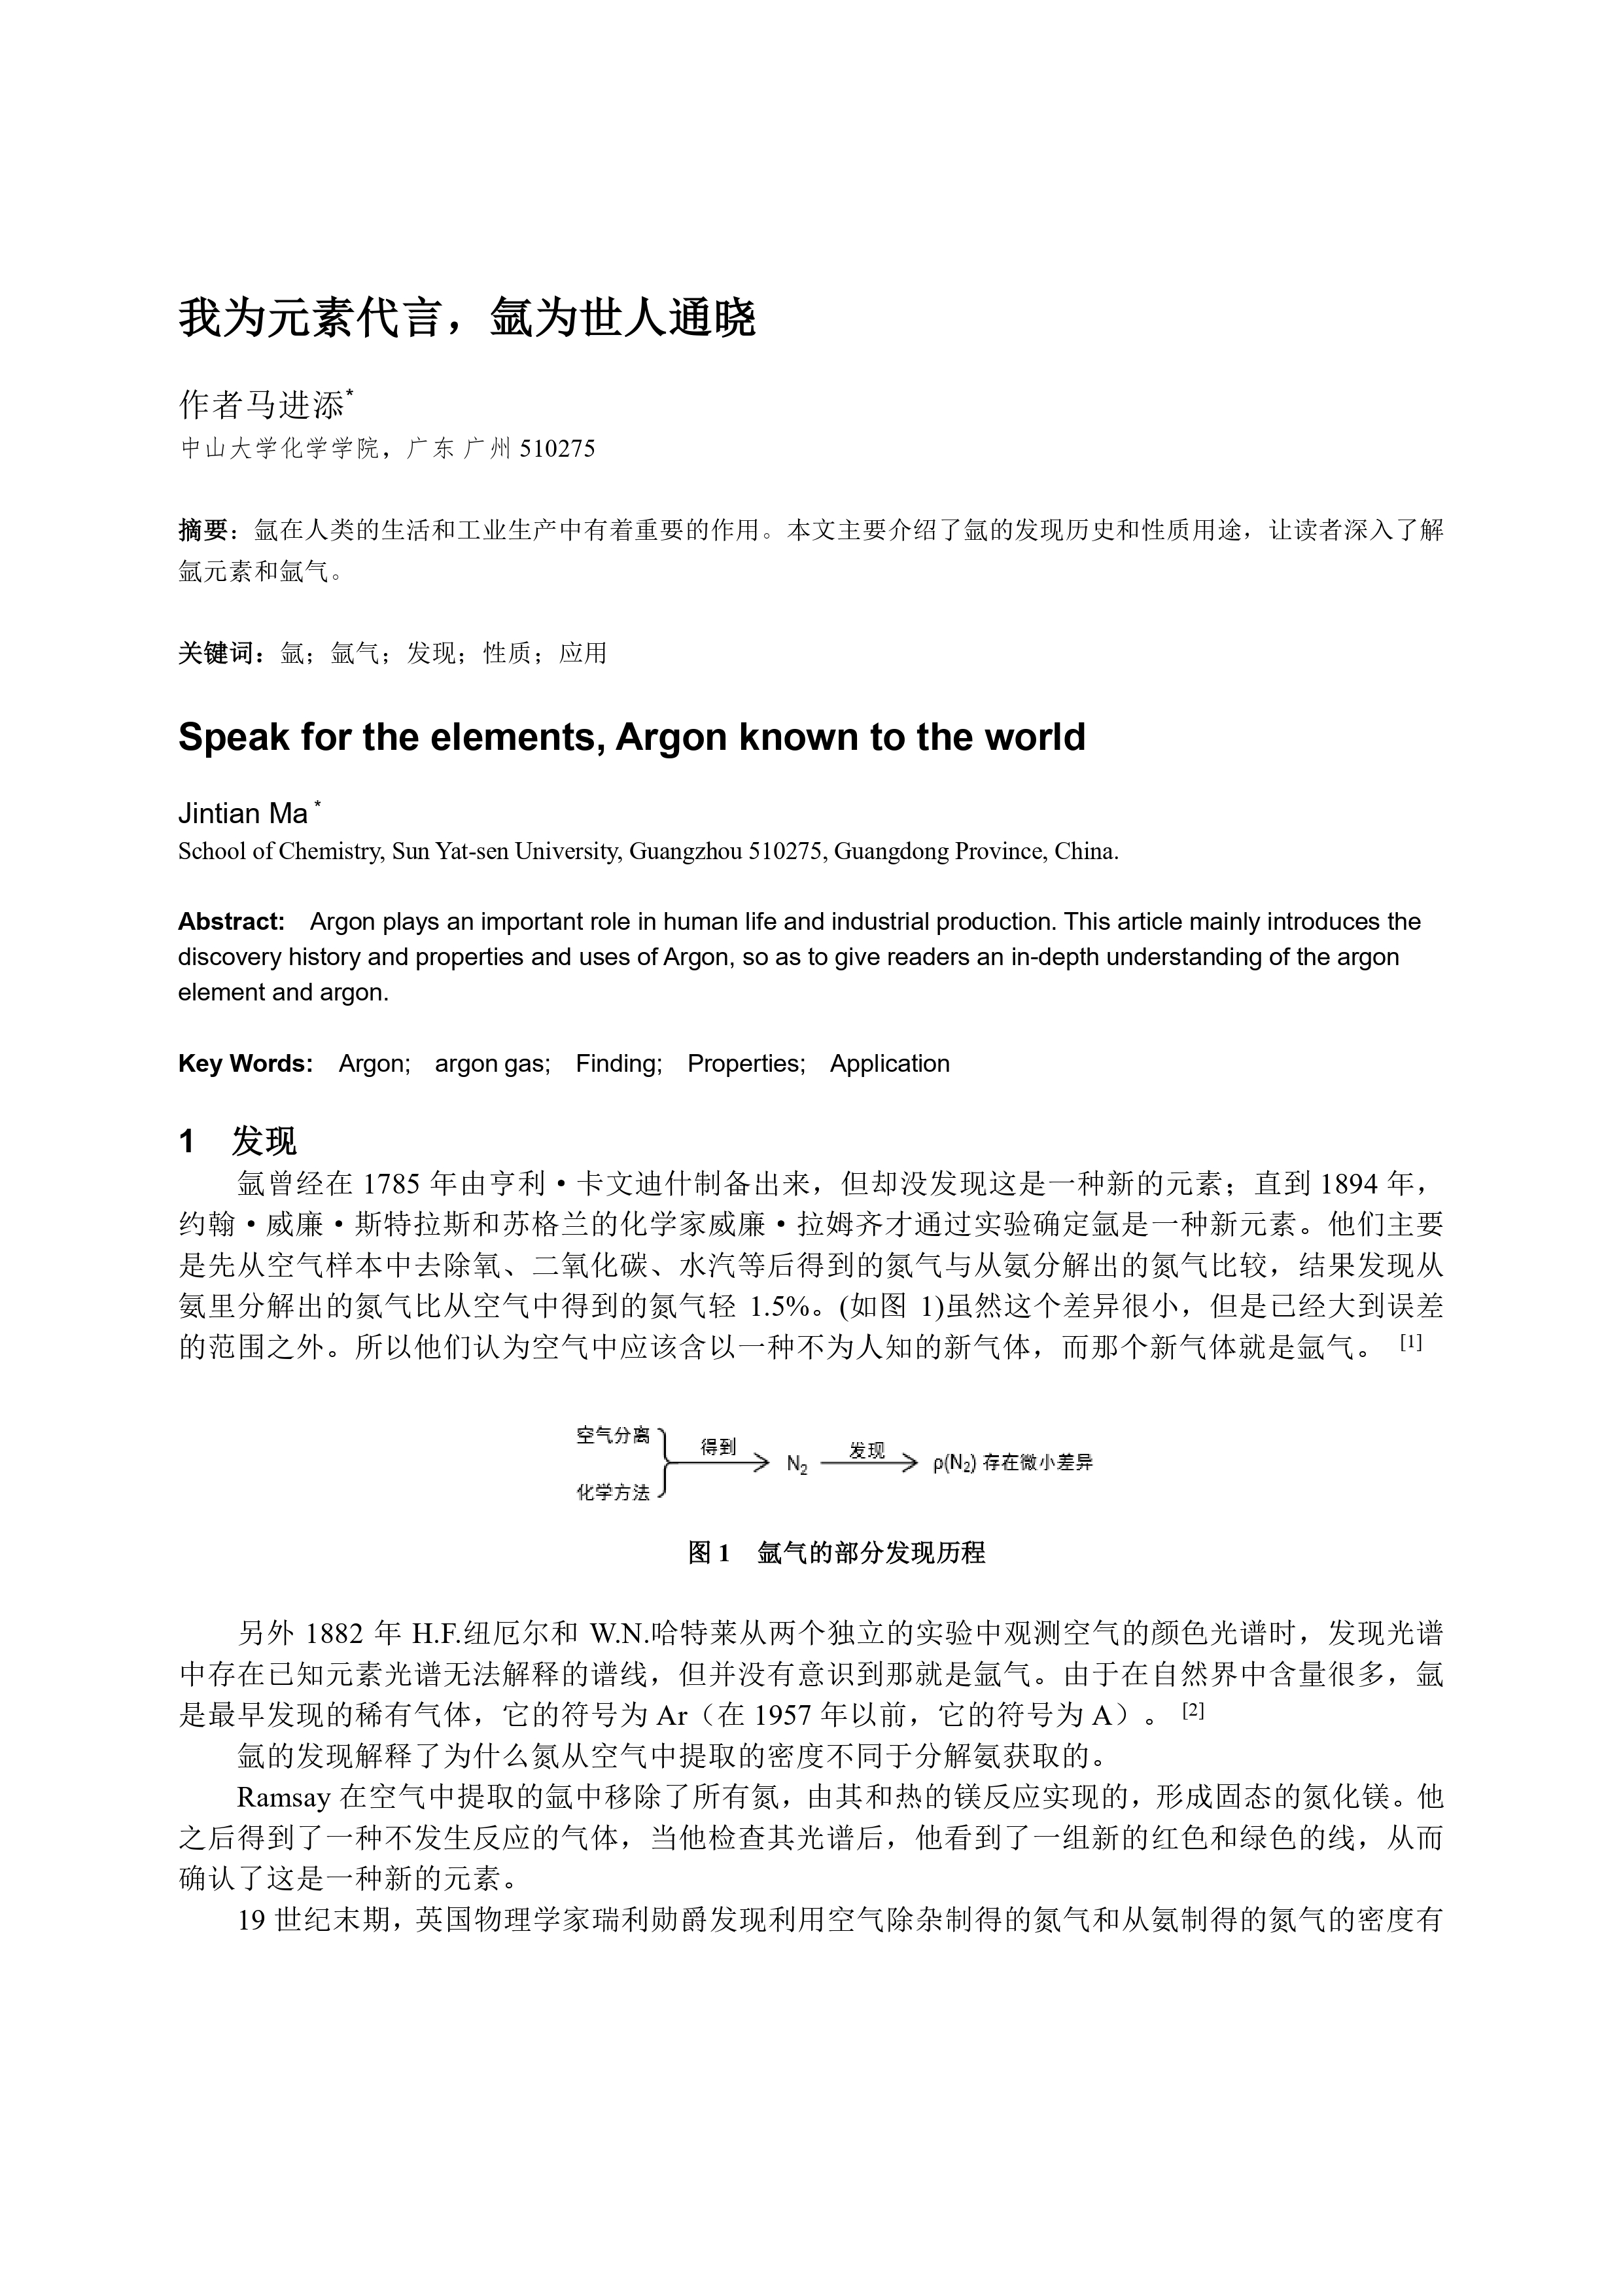 我为元素代言，氩为世人通晓
作者马进添*
中山大学化学学院，广东 广州 510275
摘要：氩在人类的生活和工业生产中有着重要的作用。本文主要介绍了氩的发现历史和性质用途，让读者深入了解
氩元素和氩气。
关键词：氩；氩气；发现；性质；应用
Speak for the elements, Argon known to the world
Jintian Ma *
School of Chemistry, Sun Yat-sen University, Guangzhou 510275, Guangdong Province, China.
Abstract: Argon plays an important role in human life and industrial production. This article mainly introduces the
discovery history and properties and uses of Argon, so as to give readers an in-depth understanding of the argon
element and argon.
Key Words: Argon; argon gas; Finding; Properties; Application
1 发现
氩曾经在 1785 年由亨利·卡文迪什制备出来，但却没发现这是一种新的元素；直到 1894 年，
约翰·威廉·斯特拉斯和苏格兰的化学家威廉·拉姆齐才通过实验确定氩是一种新元素。他们主要
是先从空气样本中去除氧、二氧化碳、水汽等后得到的氮气与从氨分解出的氮气比较，结果发现从
氨里分解出的氮气比从空气中得到的氮气轻 1.5%。(如图 1)虽然这个差异很小，但是已经大到误差
的范围之外。所以他们认为空气中应该含以一种不为人知的新气体，而那个新气体就是氩气。 [1]
空气分离
化学方法
得到
N₂
发现
ρ(N₂) 存在微小差异
图 1 氩气的部分发现历程
另外 1882 年 H.F.纽厄尔和 W.N.哈特莱从两个独立的实验中观测空气的颜色光谱时，发现光谱
中存在已知元素光谱无法解释的谱线，但并没有意识到那就是氩气。由于在自然界中含量很多，氩
是最早发现的稀有气体，它的符号为 Ar（在 1957 年以前，它的符号为 A）。 [2]
氩的发现解释了为什么氮从空气中提取的密度不同于分解氨获取的。
Ramsay 在空气中提取的氩中移除了所有氮，由其和热的镁反应实现的，形成固态的氮化镁。他
之后得到了一种不发生反应的气体，当他检查其光谱后，他看到了一组新的红色和绿色的线，从而
确认了这是一种新的元素。
19 世纪末期，英国物理学家瑞利勋爵发现利用空气除杂制得的氮气和从氨制得的氮气的密度有